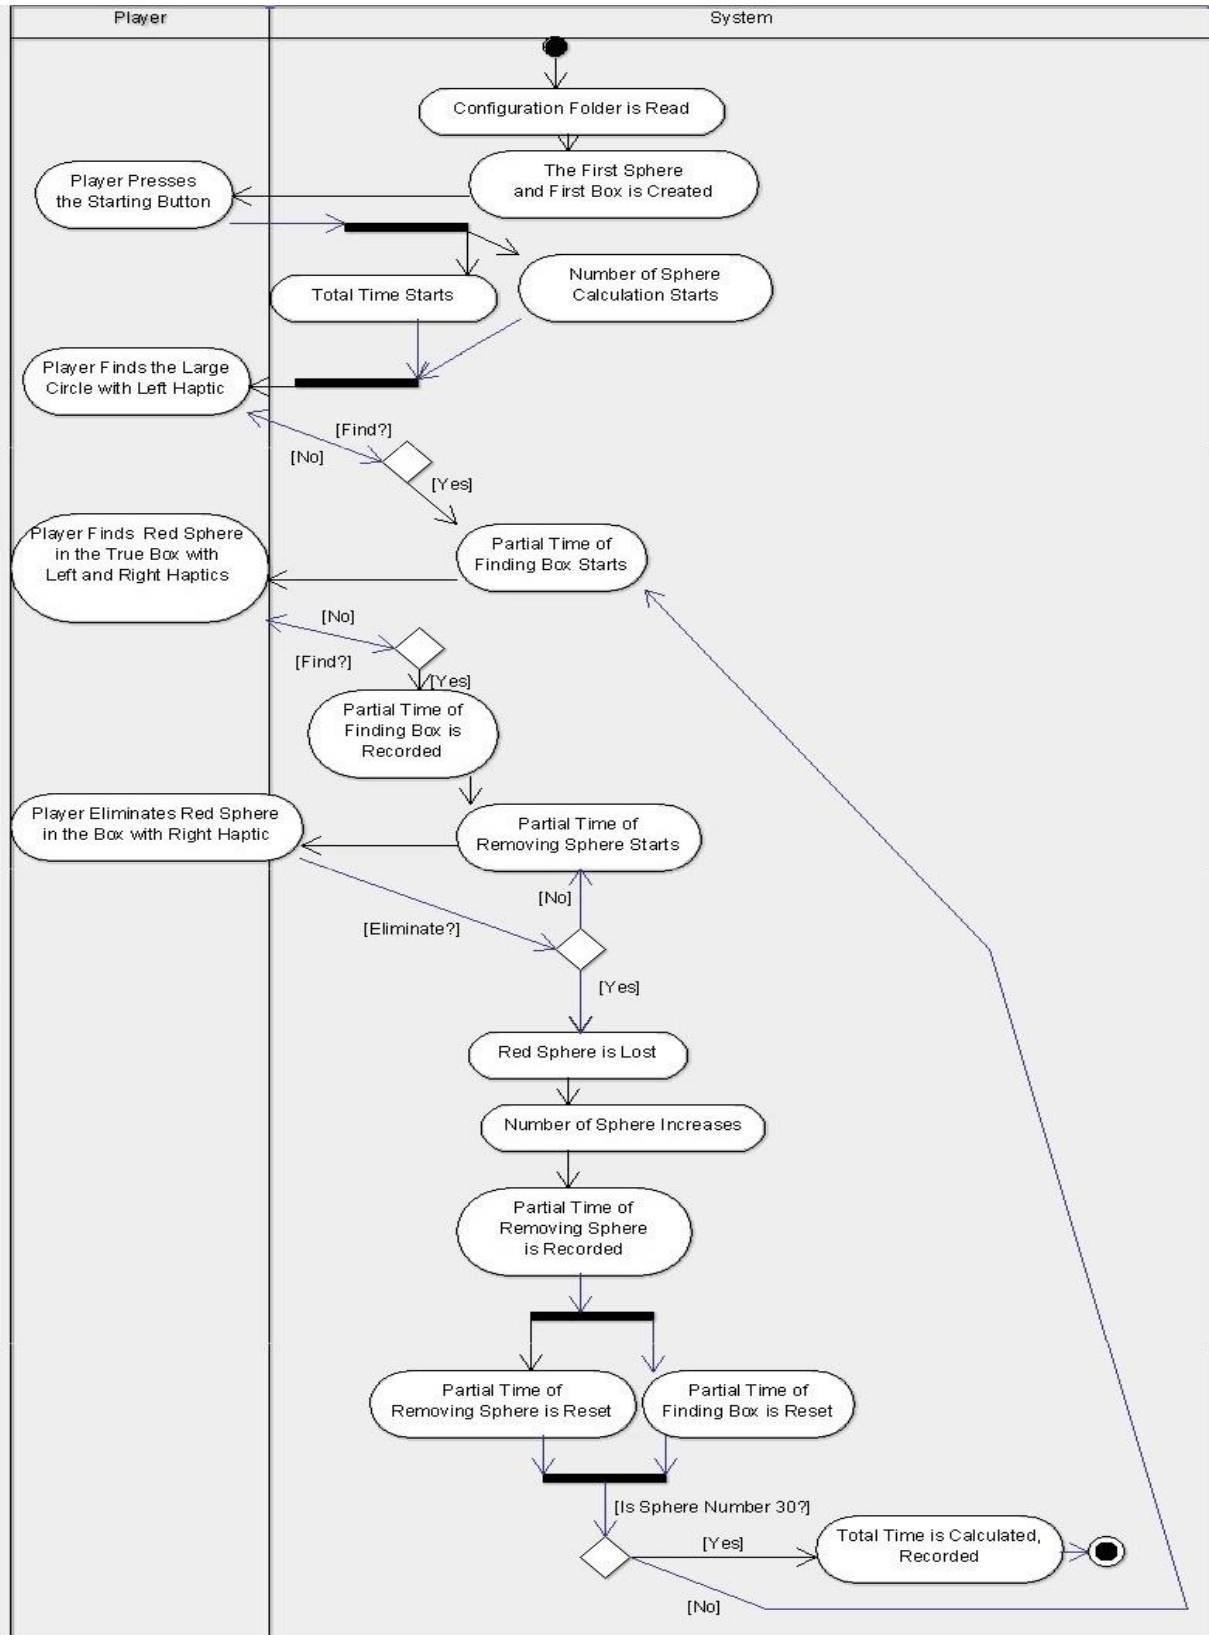 Player
System
Configuration Folder is Read
The First Sphere
and First Box is Created
Player Presses
the Starting Button
Number of Sphere
Calculation Starts
Total Time Starts
Player Finds the Large
Circle with Left Haptic
[Find?]
[No]
[Yes]
Player Finds Red Sphere
in the True Box with
Left and Right Haptics
Partial Time of
Finding Box Starts
[No]
[Find?]
[Yes]
Partial Time of
Finding Box is
Recorded
Player Eliminates Red Sphere
in the Box with Right Haptic
Partial Time of
Removing Sphere Starts
[No]
[Eliminate?]
[Yes]
Red Sphere is Lost
Number of Sphere Increases
Partial Time of
Removing Sphere
is Recorded
Partial Time of
Removing Sphere is Reset
Partial Time of
Finding Box is Reset
[Is Sphere Number 30?]
[Yes]
Total Time is Calculated,
Recorded
[No]